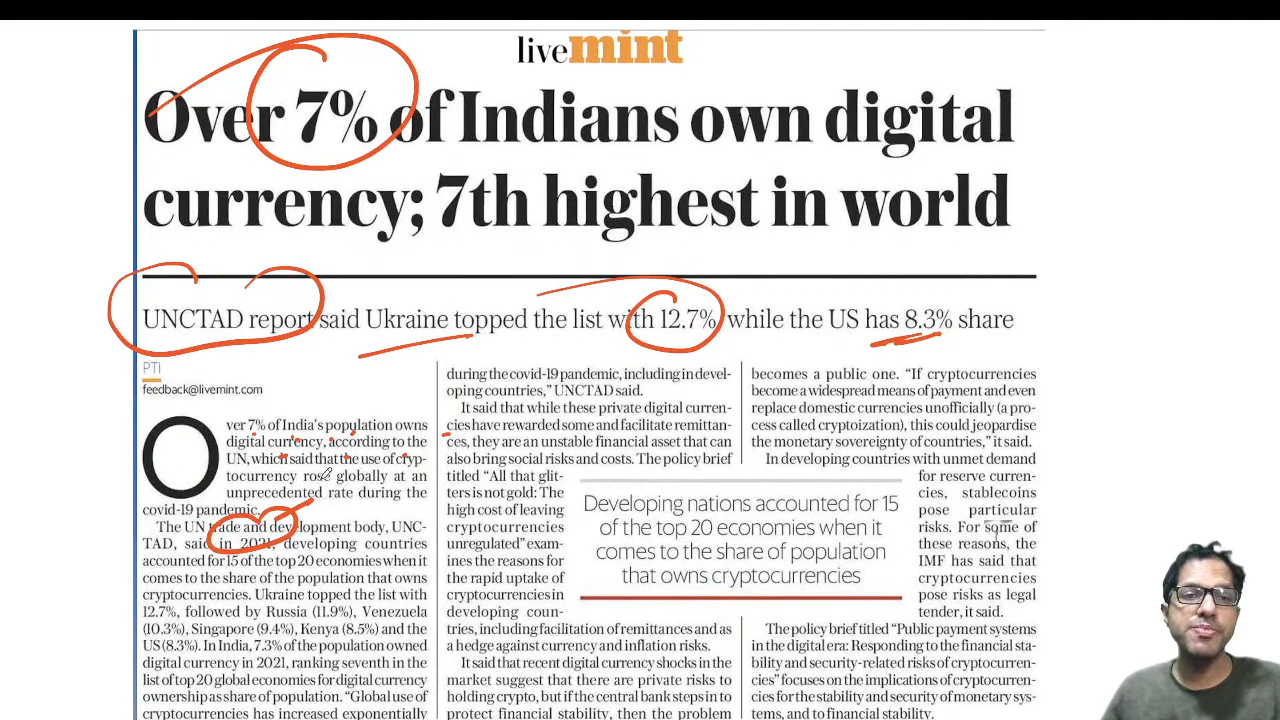 livemint
Over 7% of Indians own digital
currency; 7th highest in world
UNCTAD report said Ukraine topped the list with 12.7%, while the US has 8.3% share
PTI
feedback@livemint.com
Over 7% of India's population owns
digital currency, according to the
UN, which said that the use of cryp-
tocurrency rose globally at an
unprecedented rate during the
covid-19 pandemic.
The UN trade and development body, UNC-
TAD, said in 2021, developing countries
accounted for 15 of the top 20 economies when it
comes to the share of the population that owns
cryptocurrencies. Ukraine topped the list with
12.7%, followed by Russia (11.9%), Venezuela
(10.3%), Singapore (9.4%), Kenya (8.5%) and the
US (8.3%). In India, 7.3% of the population owned
digital currency in 2021, ranking seventh in the
list of top 20 global economies for digital currency
ownership as share of population. “Global use of
cryptocurrencies has increased exponentially
during the covid-19 pandemic, including in devel-
oping countries,” UNCTAD said.
It said that while these private digital curren-
cies have rewarded some and facilitate remittan-
ces, they are an unstable financial asset that can
also bring social risks and costs. The policy brief
titled “All that glit-
ters is not gold: The
high cost of leaving
cryptocurrencies
unregulated” exam-
ines the reasons for
the rapid uptake of
cryptocurrencies in
developing coun-
tries, including facilitation of remittances and as
a hedge against currency and inflation risks.
It said that recent digital currency shocks in the
market suggest that there are private risks to
holding crypto, but if the central bank steps in to
protect financial stability, then the problem
Developing nations accounted for 15
of the top 20 economies when it
comes to the share of population
that owns cryptocurrencies
becomes a public one. “If cryptocurrencies
become a widespread means of payment and even
replace domestic currencies unofficially (a pro-
cess called cryptoization), this could jeopardise
the monetary sovereignty of countries,” it said.
In developing countries with unmet demand
for reserve curren-
cies, stablecoins
pose particular
risks. For some of
these reasons, the
IMF has said that
cryptocurrencies
pose risks as legal
tender, it said.
The policy brief titled “Public payment systems
in the digital era: Responding to the financial sta-
bility and security-related risks of cryptocurren-
cies” focuses on the implications of cryptocurren-
cies for the stability and security of monetary sys-
tems, and to financial stability.